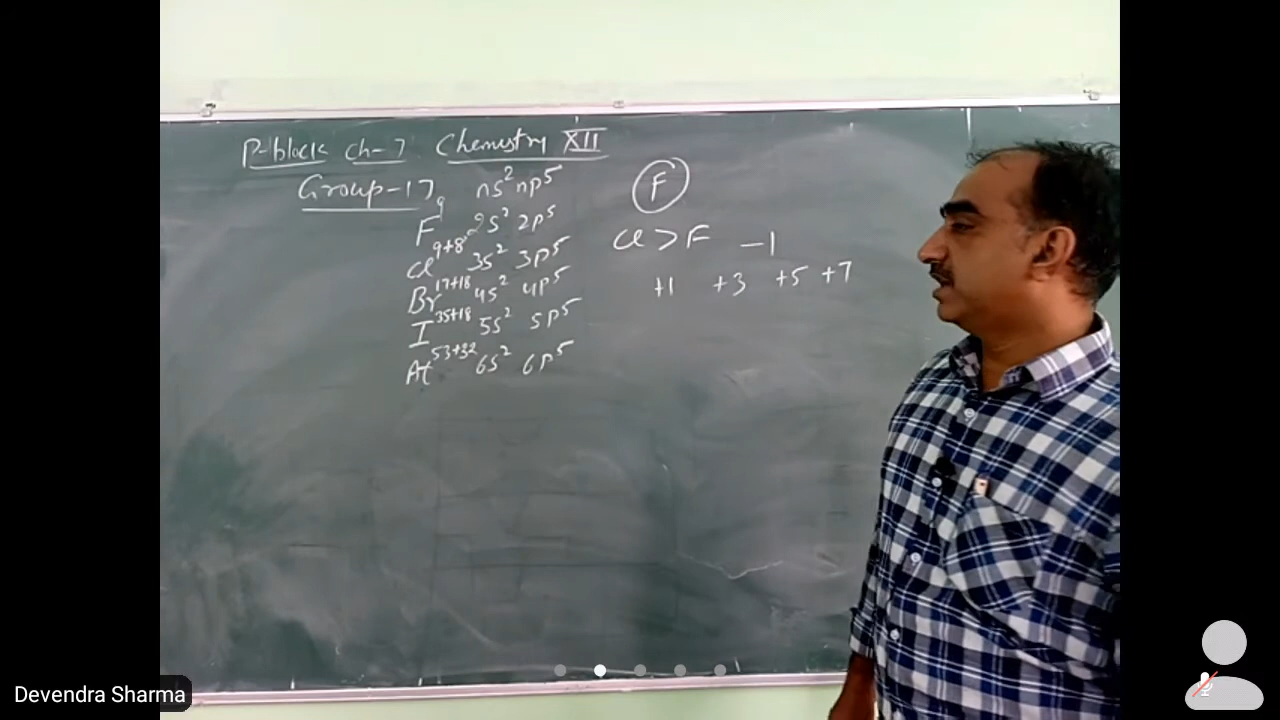 P-block Ch-7 Chemistry XII
Group-17 ns² np⁵
F⁹ 2s² 2p⁵
Cl⁹⁺⁸ 3s² 3p⁵
Br¹⁷⁺¹⁸ 4s² 4p⁵
I³⁵⁺¹⁸ 5s² 5p⁵
At⁵³⁺³² 6s² 6p⁵
F
Cl > F -1
+1 +3 +5 +7
Devendra Sharma